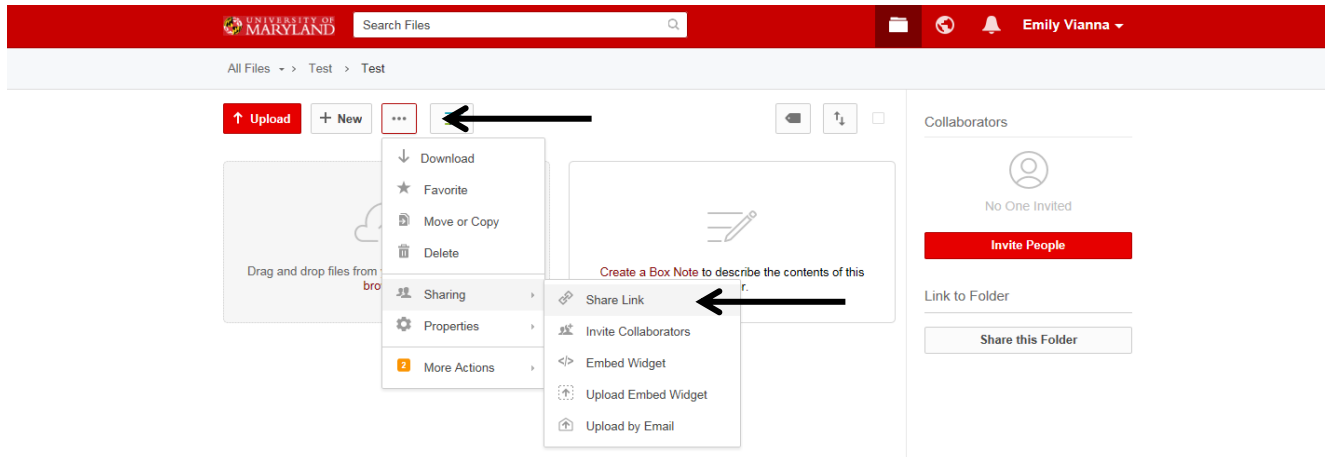 UNIVERSITY OF
MARYLAND
Search Files
Emily Vianna
All Files > Test > Test
Upload
+ New
...
Collaborators
No One Invited
Invite People
Link to Folder
Share this Folder
Download
Favorite
Move or Copy
Delete
Sharing
Properties
2 More Actions
Drag and drop files from
bro
Create a Box Note to describe the contents of this
r.
Share Link
Invite Collaborators
</> Embed Widget
Upload Embed Widget
Upload by Email